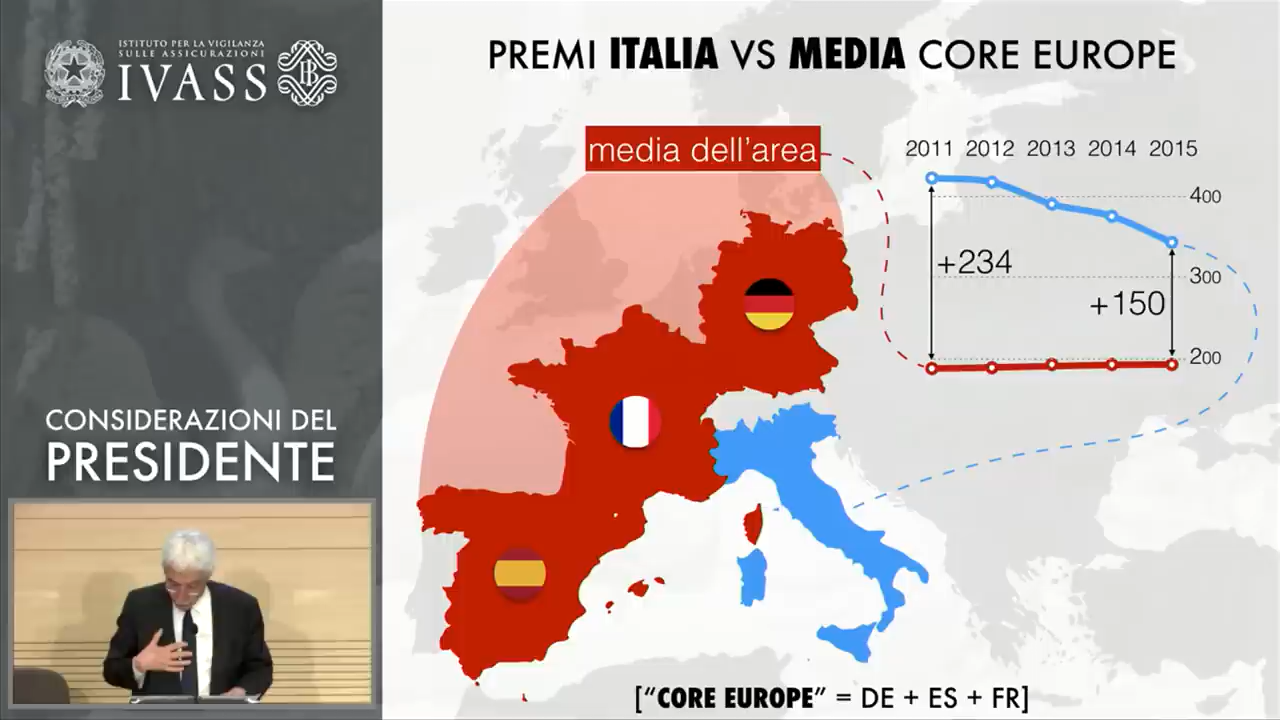 ISTITUTO PER LA VIGILANZA
SULLE ASSICURAZIONI
IVASS
CONSIDERAZIONI DEL
PRESIDENTE
PREMI ITALIA VS MEDIA CORE EUROPE
media dell'area
2011 2012 2013 2014 2015
400
+234
300
+150
200
["CORE EUROPE" = DE + ES + FR]